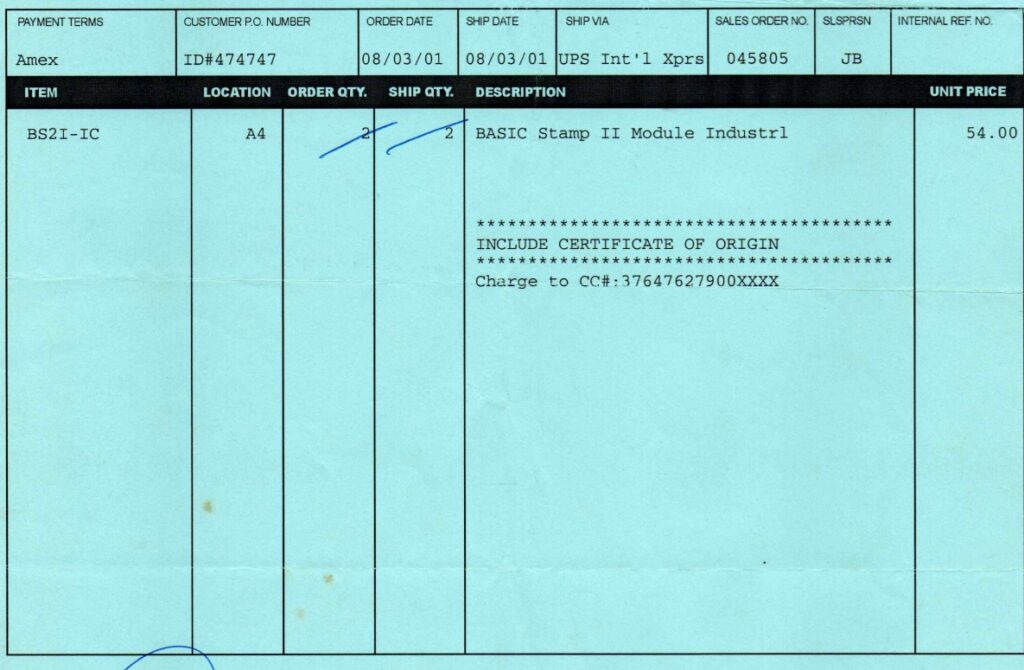 PAYMENT TERMS CUSTOMER P.O. NUMBER ORDER DATE SHIP DATE SHIP VIA SALES ORDER NO. SLSPRSN INTERNAL REF. NO.
Amex ID#474747 08/03/01 08/03/01 UPS Int'l Xprs 045805 JB
ITEM LOCATION ORDER QTY. SHIP QTY. DESCRIPTION UNIT PRICE
BS2I-IC A4 2 2 BASIC Stamp II Module Industrl 54.00
****************************************
INCLUDE CERTIFICATE OF ORIGIN
****************************************
Charge to CC#:37647627900XXXX